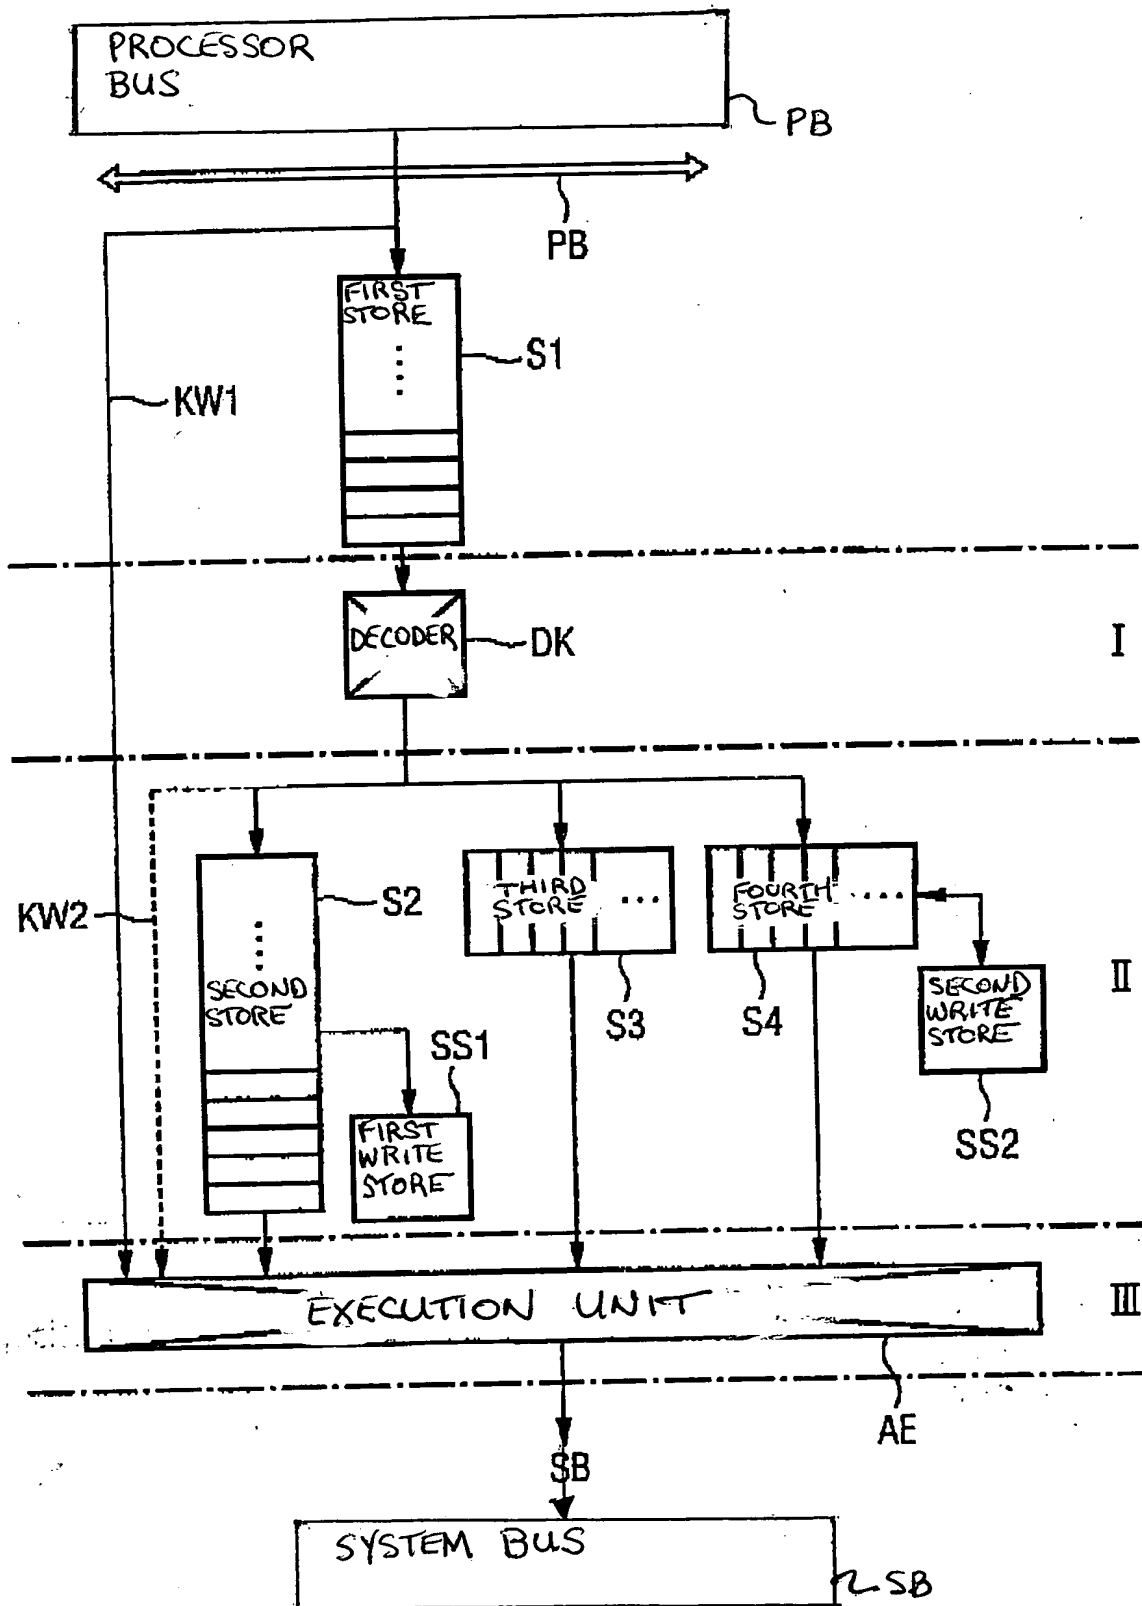 PROCESSOR
BUS
PB
PB
FIRST
STORE
S1
KW1
DECODER
DK
I
KW2
S2
THIRD
STORE
FOURTH
STORE
SECOND
STORE
S3
S4
II
SECOND
WRITE
STORE
SS1
FIRST
WRITE
STORE
SS2
EXECUTION UNIT
III
AE
SB
SYSTEM BUS
SB